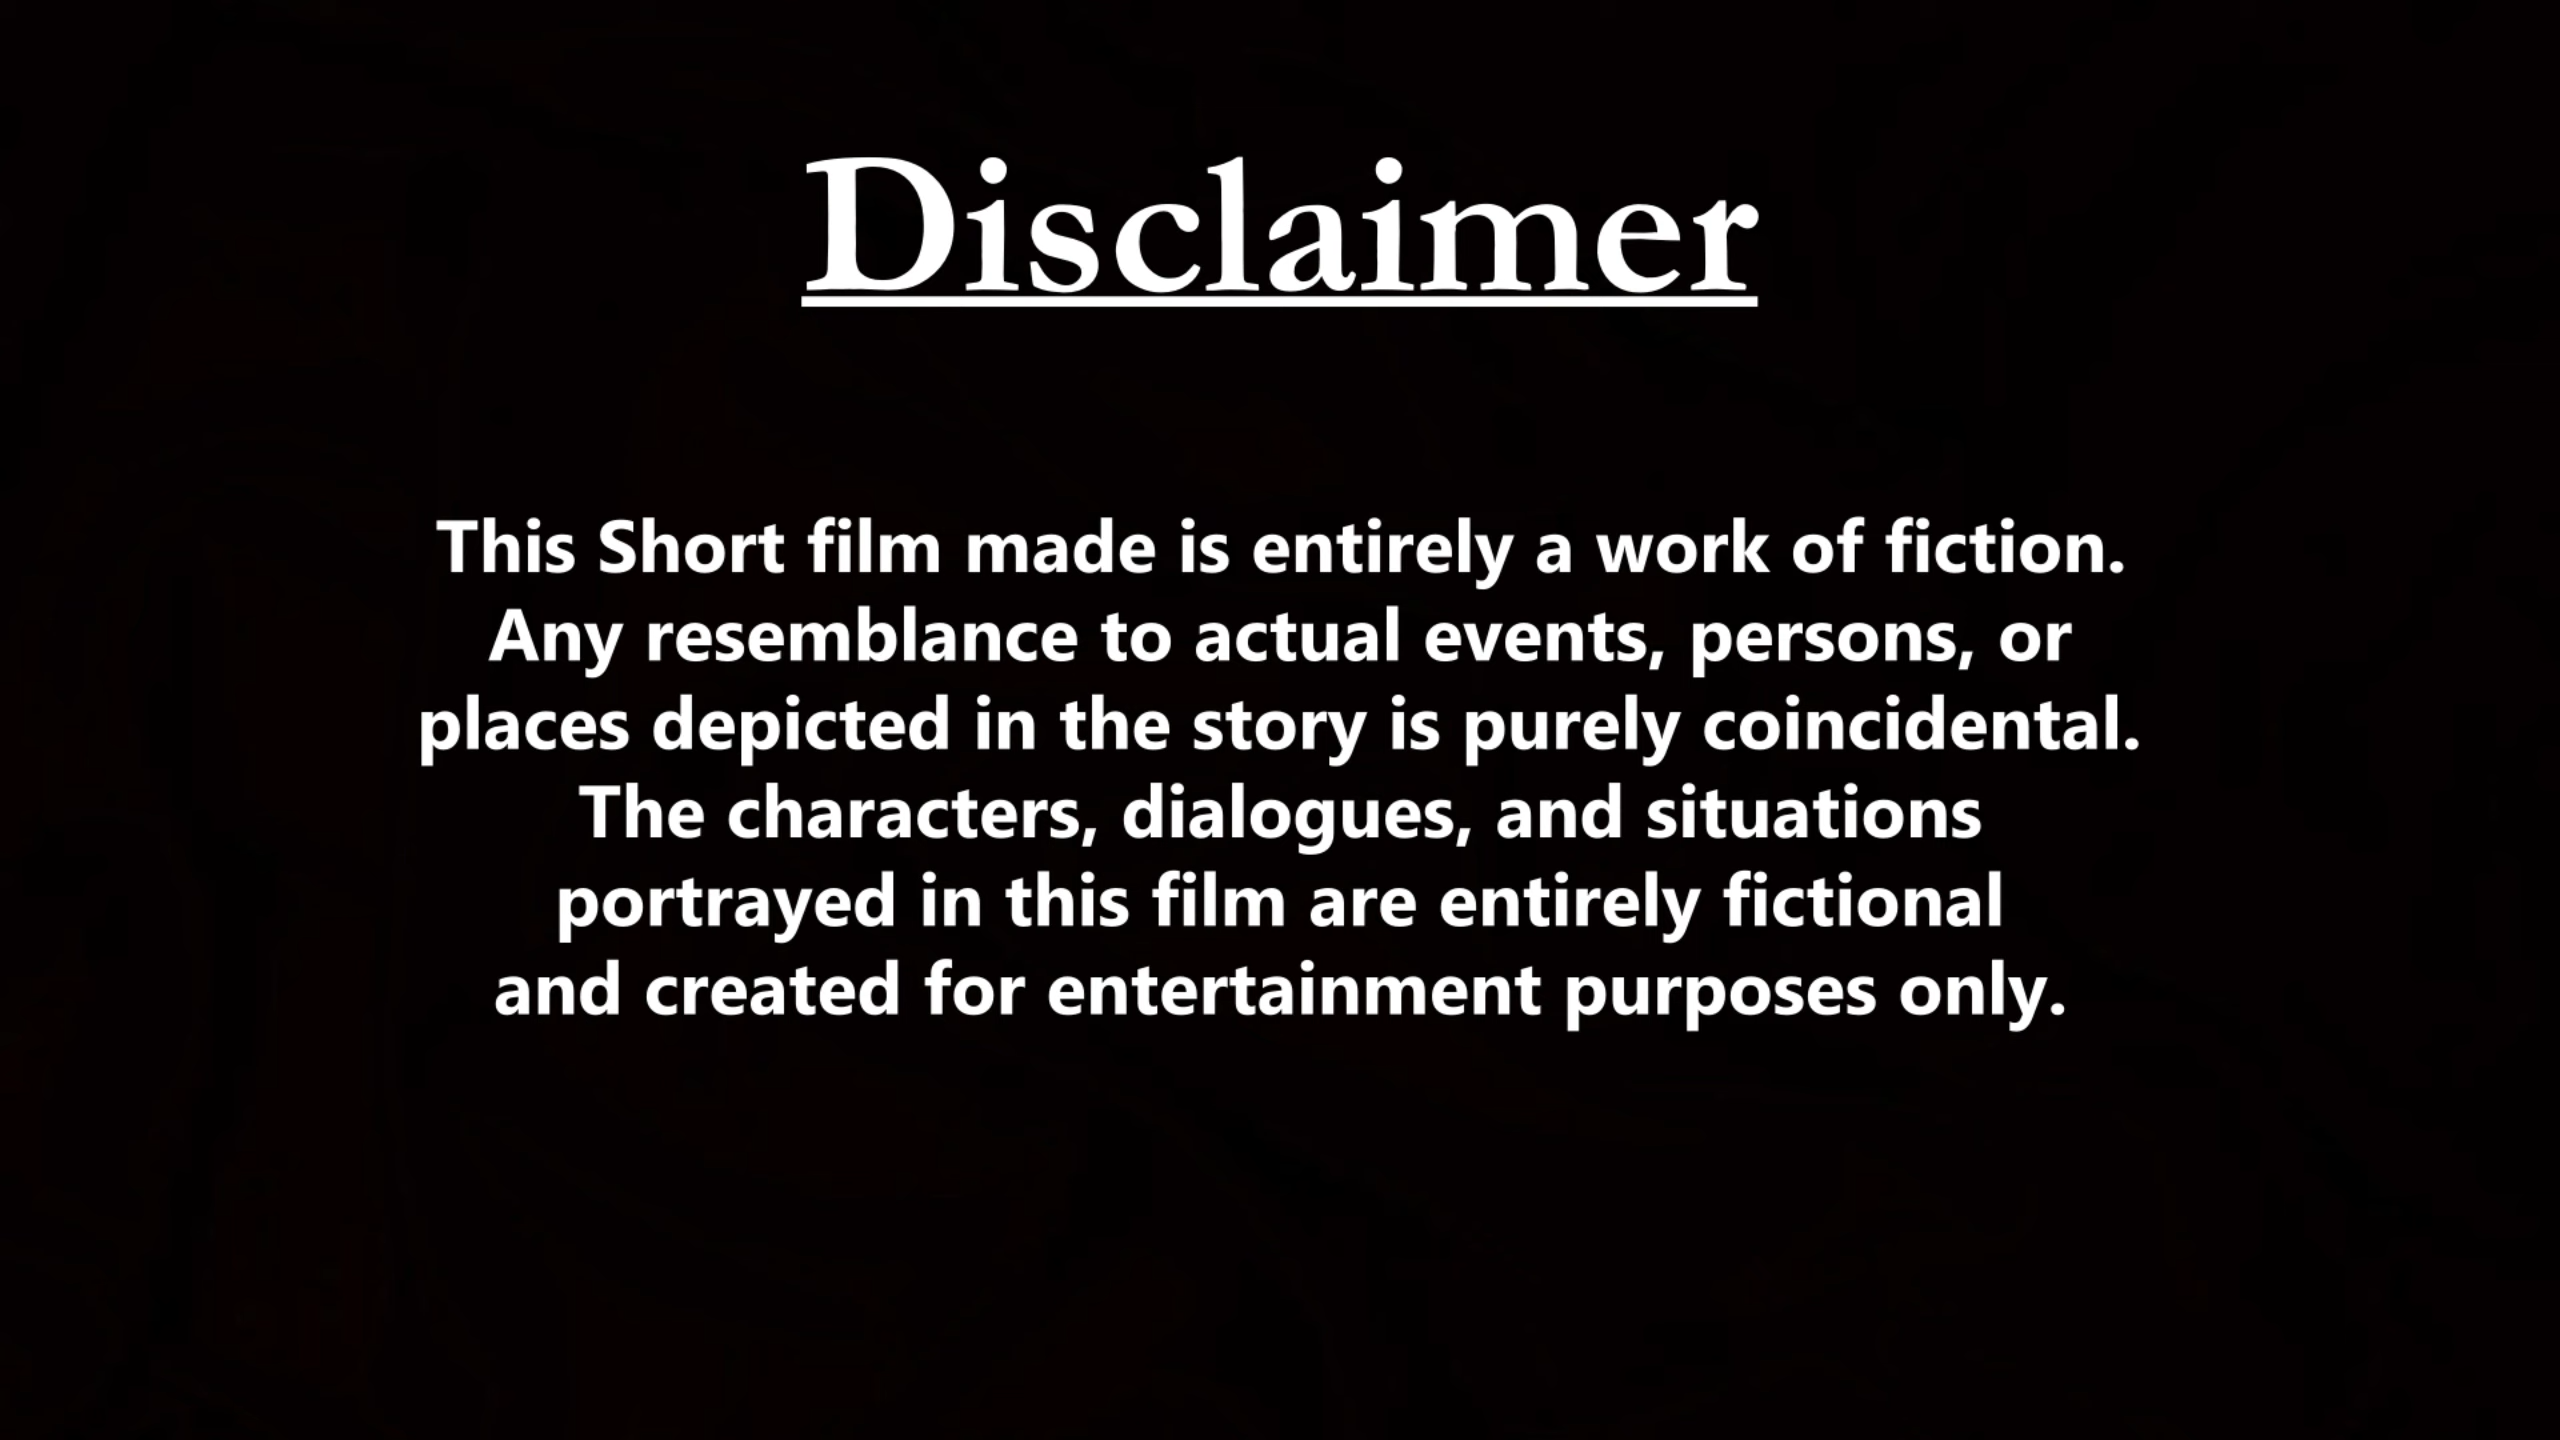 Disclaimer
This Short film made is entirely a work of fiction.
Any resemblance to actual events, persons, or
places depicted in the story is purely coincidental.
The characters, dialogues, and situations
portrayed in this film are entirely fictional
and created for entertainment purposes only.